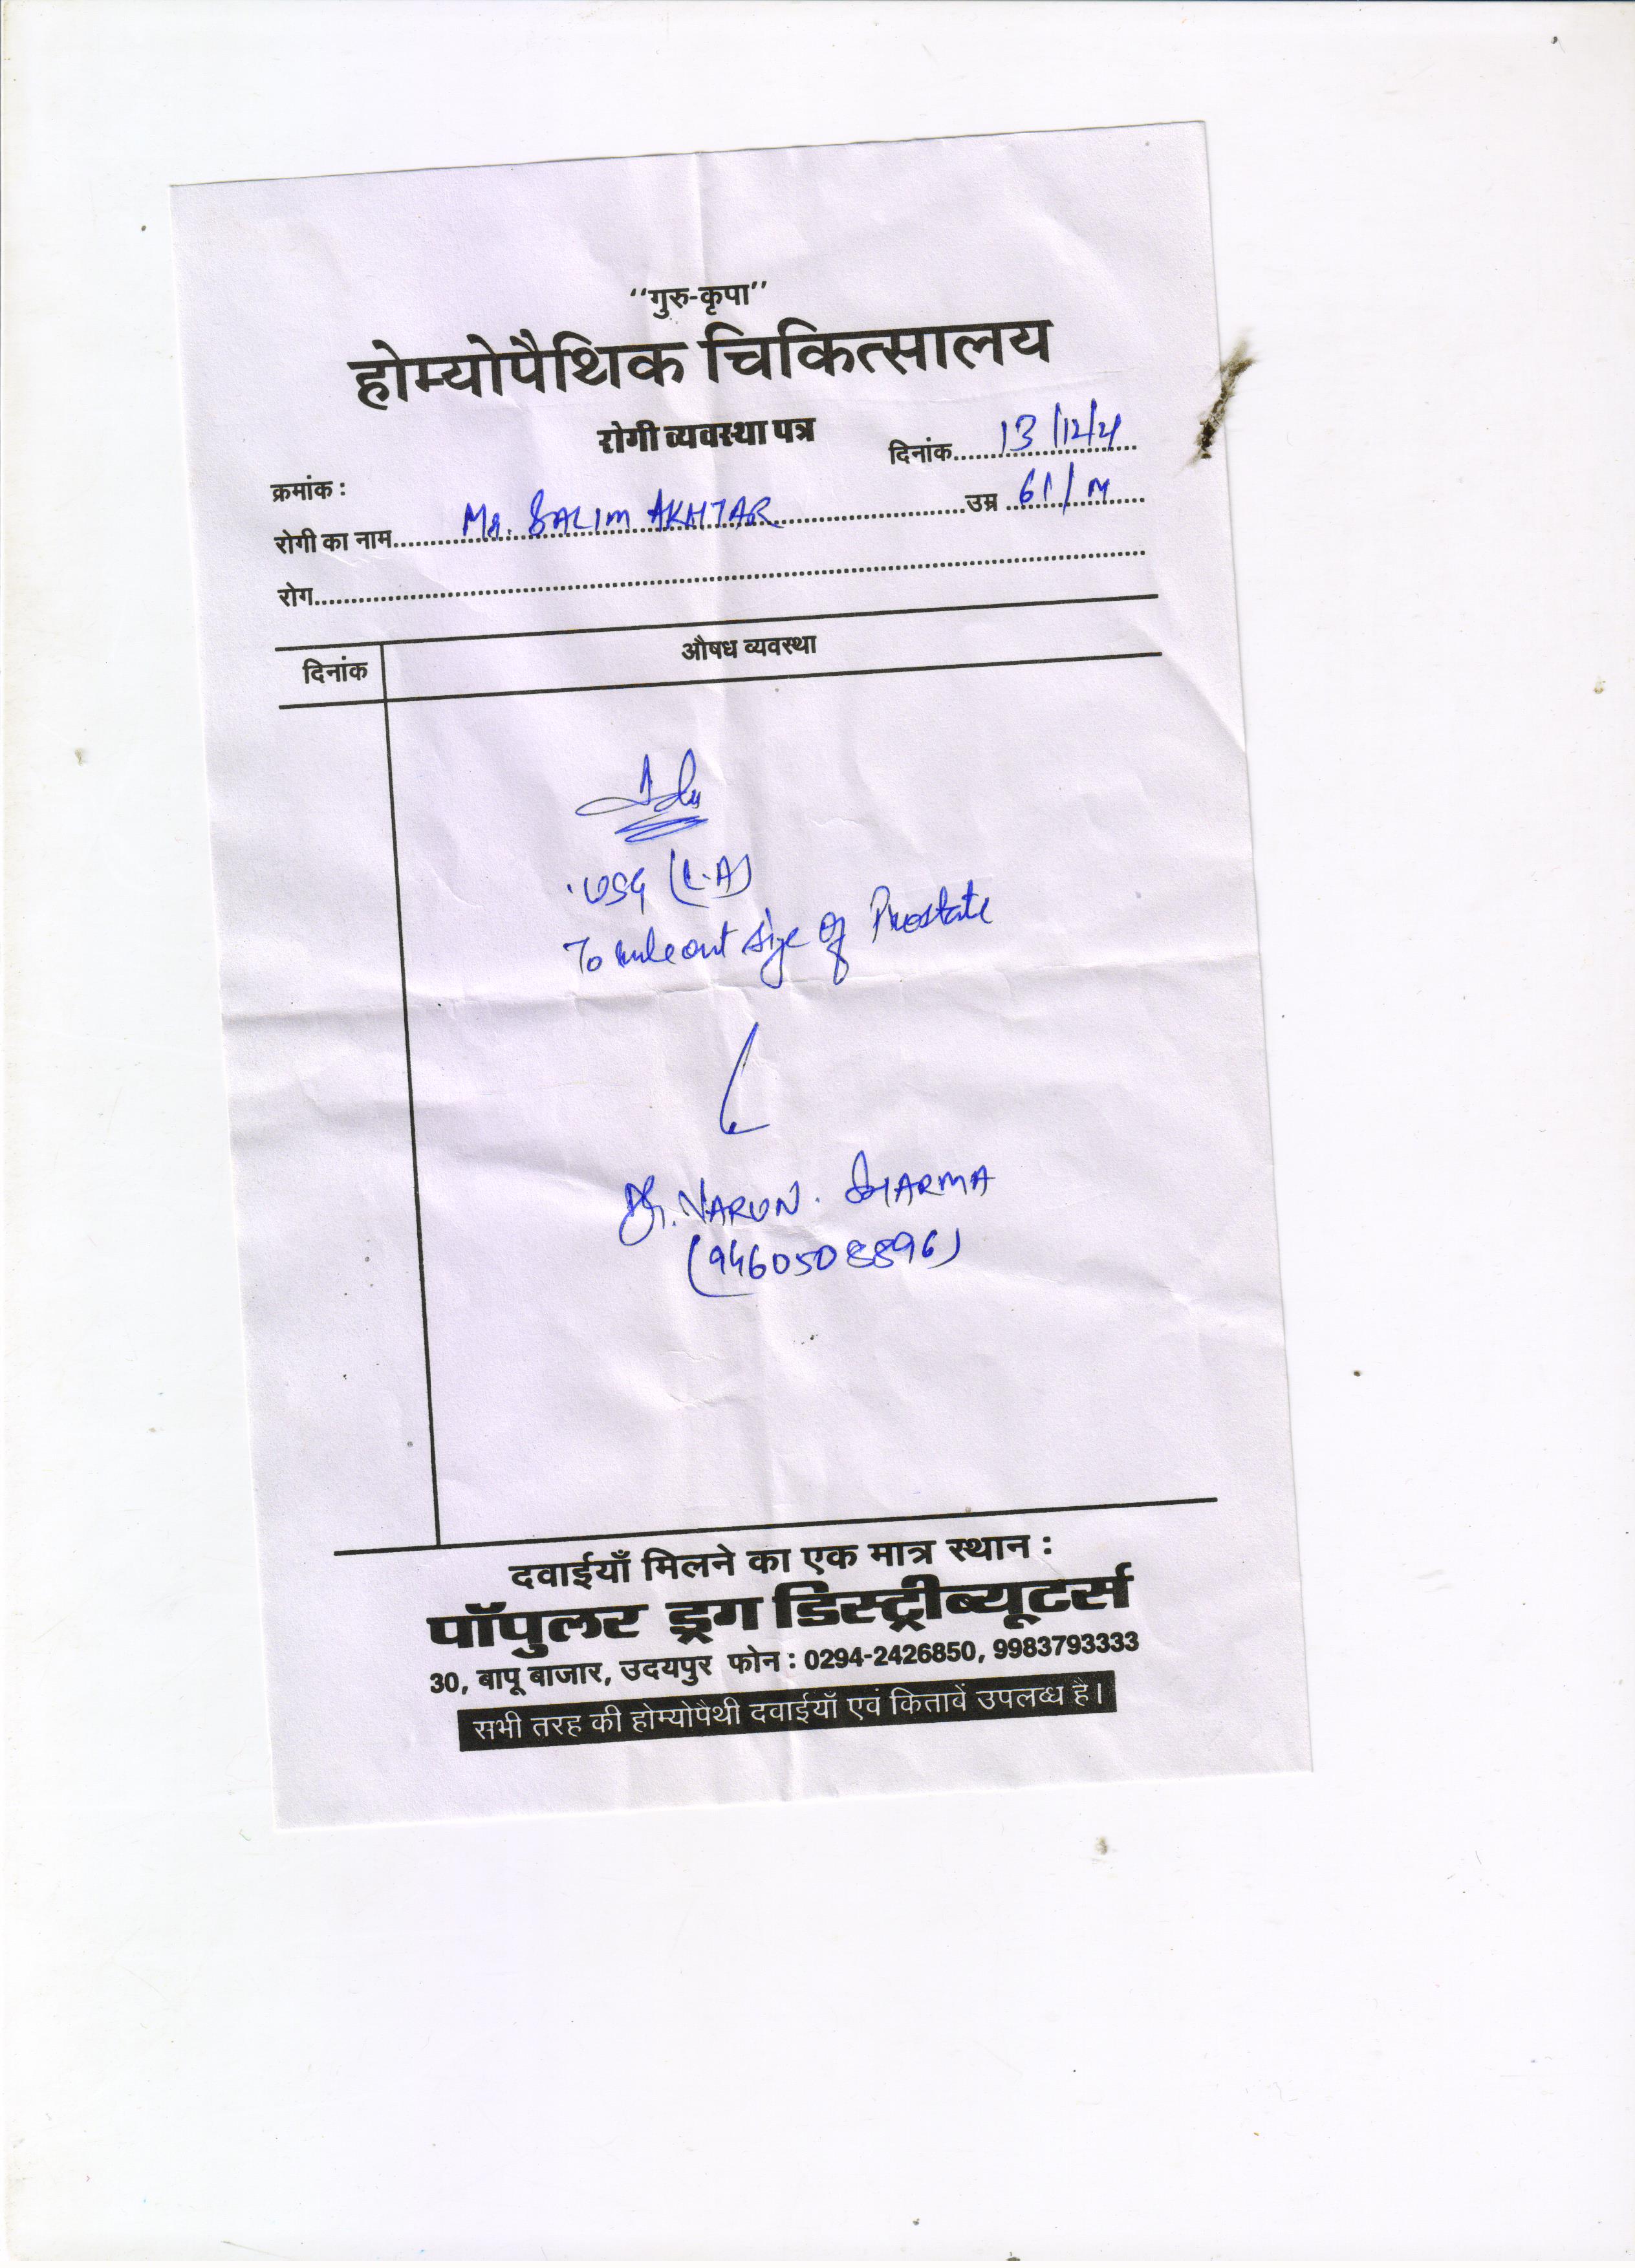 “गुरु-कृपा”
होम्योपैथिक चिकित्सालय
रोगी व्यवस्था पत्र
दिनांक 13/12/21
क्रमांक :
रोगी का नाम Mr. SALIM AKHTAR उम्र 61/M
रोग
दिनांक औषध व्यवस्था
Adv
USG (L.A)
To rule out size of Prostate
Dr. VARUN. SHARMA
(9460508896)
दवाईयाँ मिलने का एक मात्र स्थान :
पॉपुलर ड्रग डिस्ट्रीब्यूटर्स
30, बापू बाजार, उदयपुर फोन : 0294-2426850, 9983793333
सभी तरह की होम्योपैथी दवाईयाँ एवं किताबें उपलब्ध है।